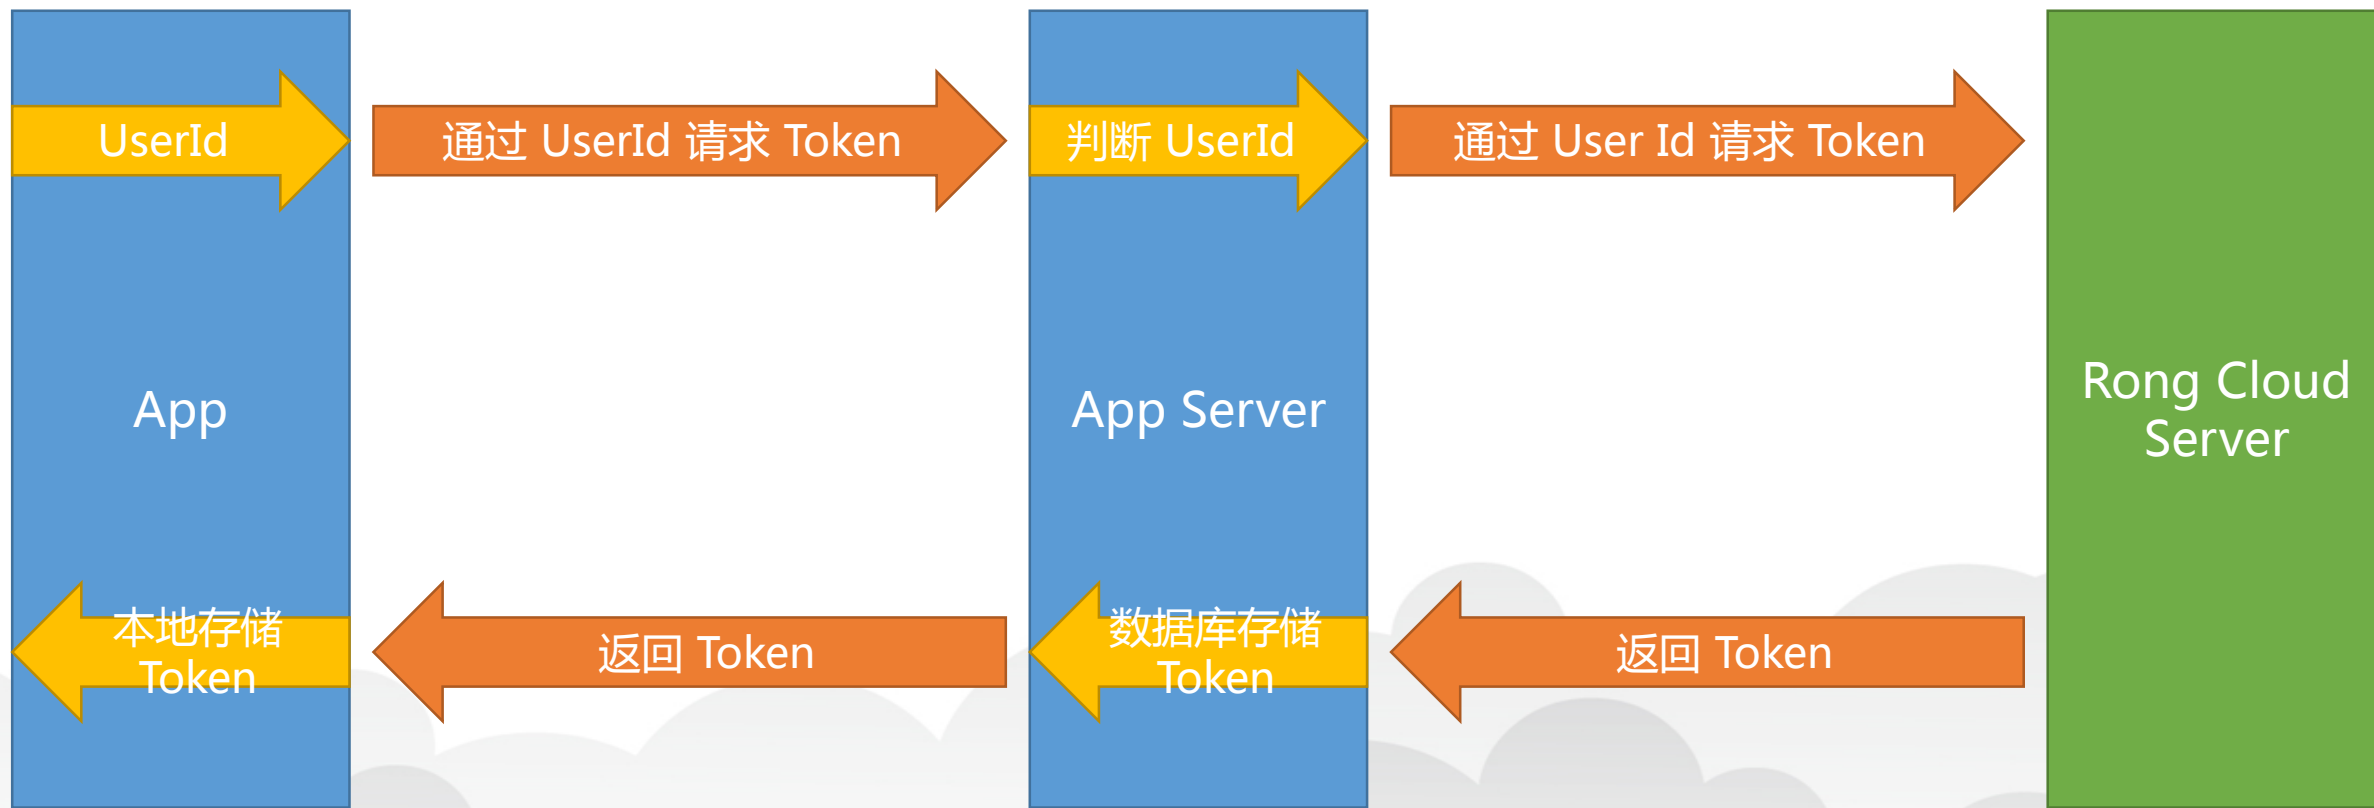 UserId
通过 UserId 请求 Token
判断 UserId
通过 User Id 请求 Token
App
App Server
Rong Cloud
Server
本地存储
Token
返回 Token
数据库存储
Token
返回 Token